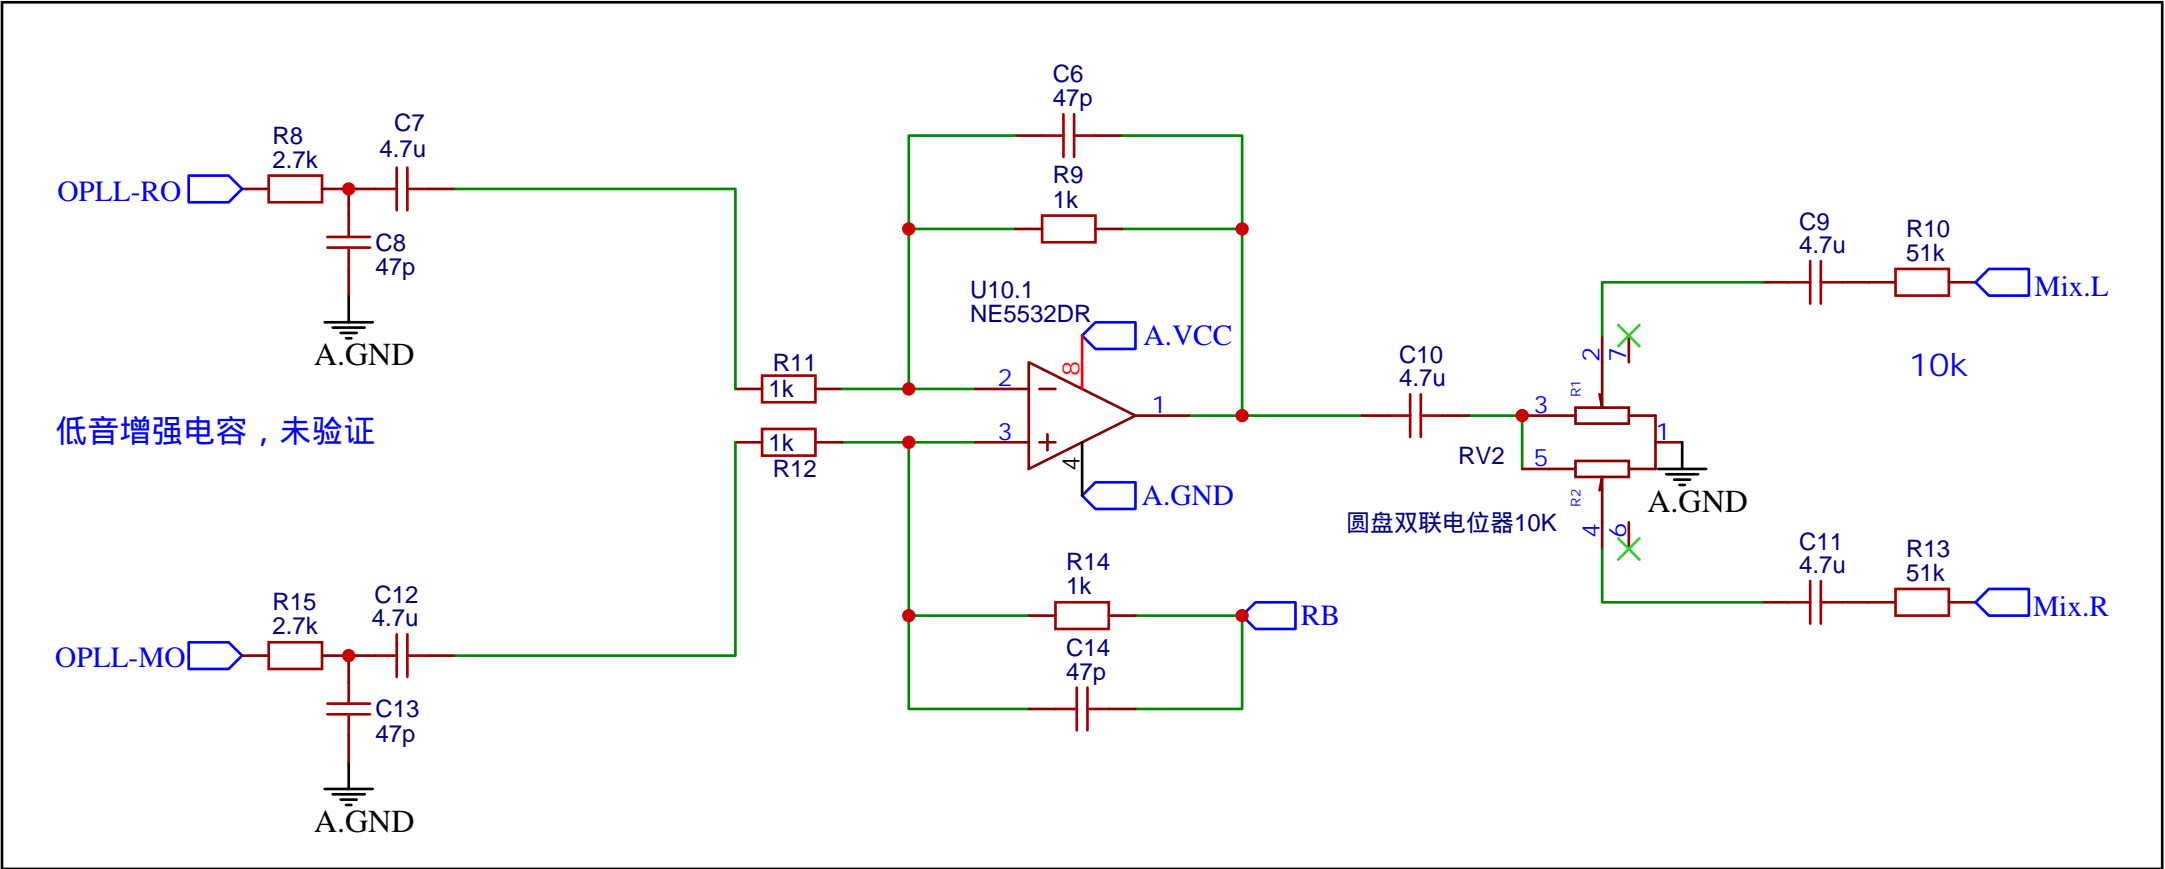 C6
47p
C7
4.7u
R8
2.7k
OPLL-RO
C8
47p
A.GND
R9
1k
U10.1
NE5532DR
A.VCC
8
2
3
1
4
A.GND
R11
1k
1k
R12
低音增强电容，未验证
C10
4.7u
C9
4.7u
R10
51k
Mix.L
10k
2
7
R1
3
1
RV2
5
R2
A.GND
圆盘双联电位器10K
4
6
C11
4.7u
R13
51k
Mix.R
R14
1k
RB
C14
47p
R15
2.7k
C12
4.7u
OPLL-MO
C13
47p
A.GND